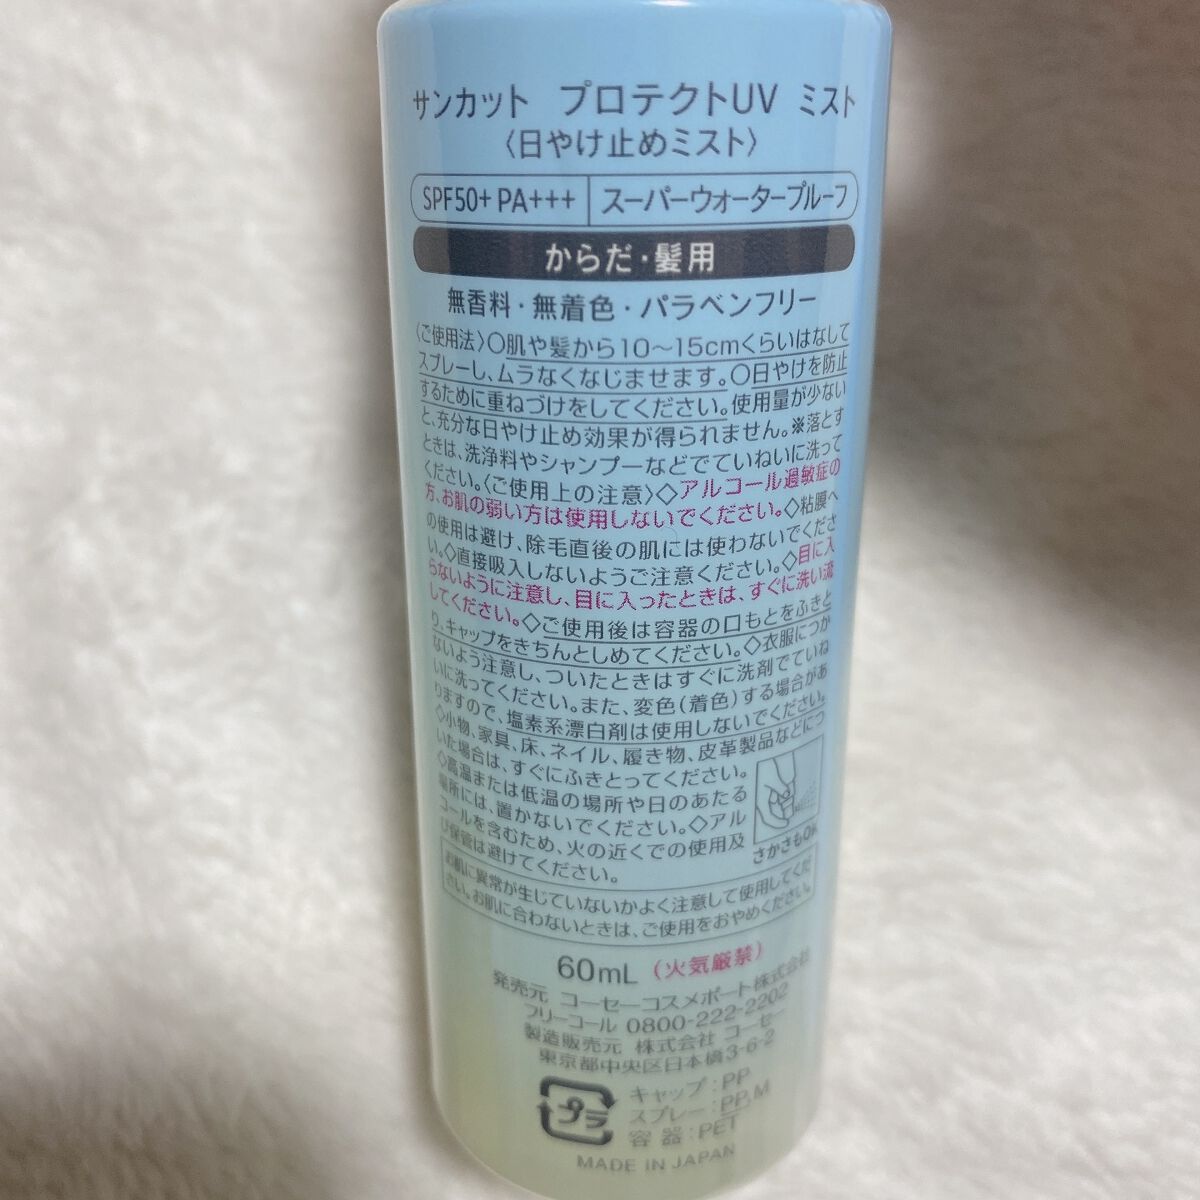 サンカット プロテクトUV ミスト
〈日やけ止めミスト〉
SPF50+ PA+++ スーパーウォータープルーフ
からだ・髪用
無香料・無着色・パラベンフリー
〈ご使用法〉○肌や髪から10～15cmくらいはなして
スプレーし、ムラなくなじませます。○日やけを防止
するために重ねづけをしてください。使用量が少ない
と、充分な日やけ止め効果が得られません。※落とす
ときは、洗浄料やシャンプーなどでていねいに洗って
ください。〈ご使用上の注意〉◇アルコール過敏症の
方、お肌の弱い方は使用しないでください。◇粘膜へ
の使用は避け、除毛直後の肌には使わないでくださ
い。◇直接吸入しないようご注意ください。◇目に入
らないように注意し、目に入ったときは、すぐに洗い流
してください。◇ご使用後は容器の口もとをふきと
り、キャップをきちんとしめてください。◇衣服につか
ないよう注意し、ついたときはすぐに洗剤でていね
いに洗ってください。また、変色(着色)する場合があ
りますので、塩素系漂白剤は使用しないでください。
◇小物、家具、床、ネイル、履き物、皮革製品などにつ
いた場合は、すぐにふきとってください。
◇高温または低温の場所や日のあたる
場所には、置かないでください。◇アル
コールを含むため、火の近くでの使用及
び保管は避けてください。
さかさもOK
お肌に異常が生じていないかよく注意して使用してくだ
さい。お肌に合わないときは、ご使用をおやめください。
60mL (火気厳禁)
発売元 コーセーコスメポート株式会社
フリーコール 0800-222-2202
製造販売元 株式会社 コーセー
東京都中央区日本橋3-6-2
プラ
キャップ：PP
スプレー：PP,M
容器：PET
MADE IN JAPAN